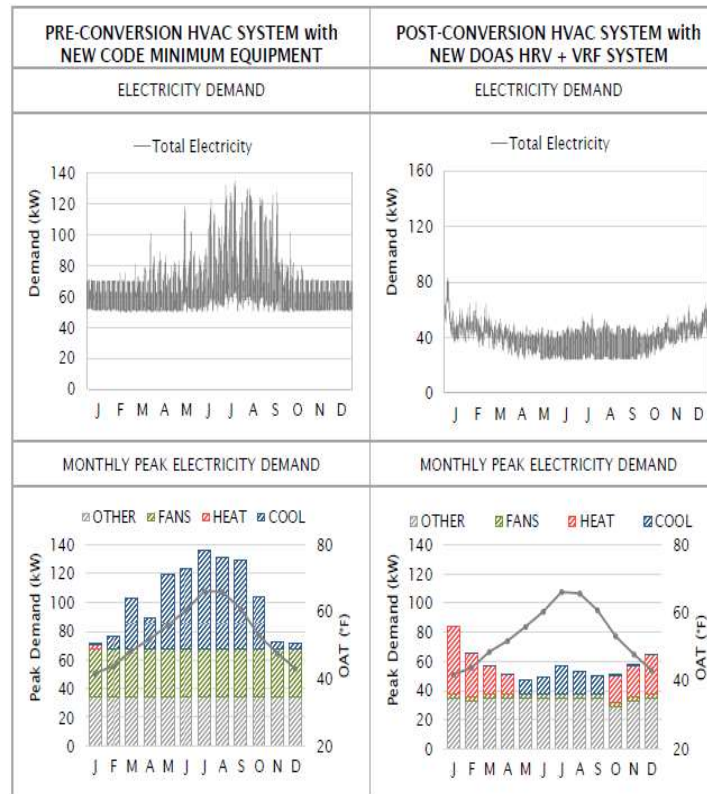 PRE-CONVERSION HVAC SYSTEM with
NEW CODE MINIMUM EQUIPMENT
POST-CONVERSION HVAC SYSTEM with
NEW DOAS HRV + VRF SYSTEM
ELECTRICITY DEMAND
ELECTRICITY DEMAND
Total Electricity
Demand (kW)
140
120
100
80
60
40
20
0
J F M A M J J A S O N D
Total Electricity
Demand (kW)
160
120
80
40
0
J F M A M J J A S O N D
MONTHLY PEAK ELECTRICITY DEMAND
MONTHLY PEAK ELECTRICITY DEMAND
OTHER FANS HEAT COOL
Peak Demand (kW)
140
120
100
80
60
40
20
0
80
60
40
20
OAT (°F)
J F M A M J J A S O N D
OTHER FANS HEAT COOL
Peak Demand (kW)
140
120
100
80
60
40
20
0
80
60
40
20
OAT (°F)
J F M A M J J A S O N D